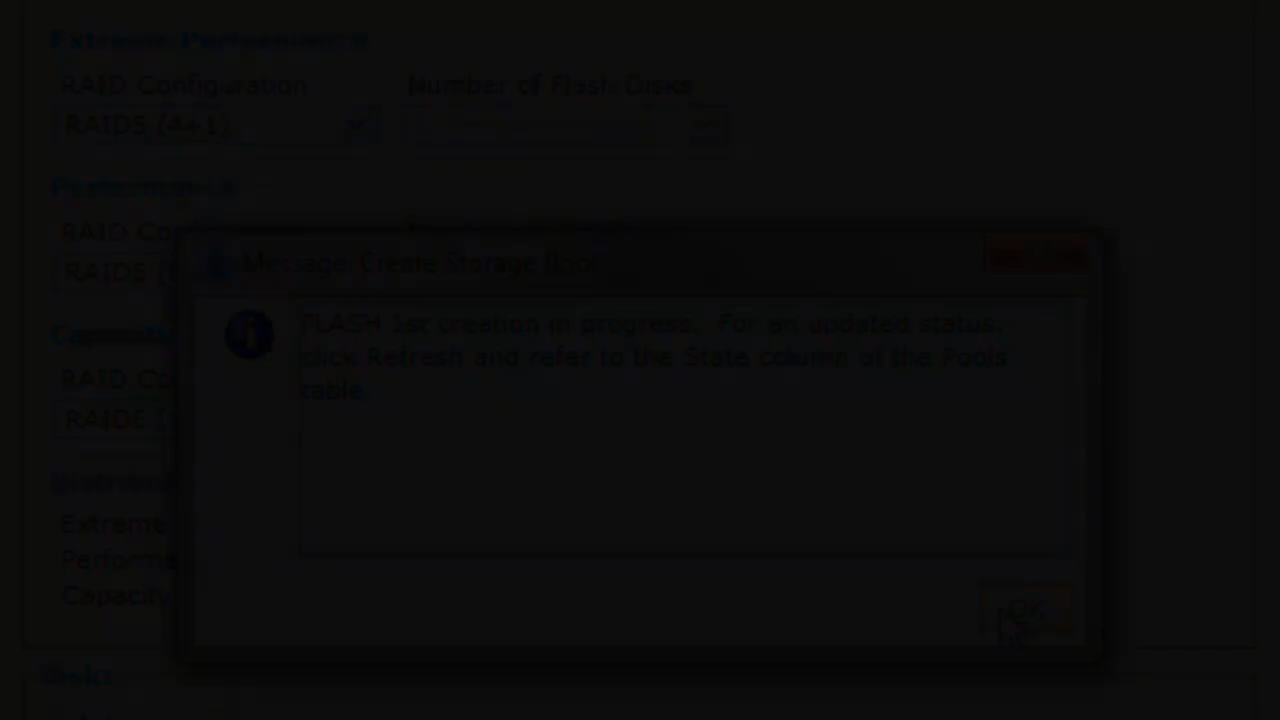 Extreme Performance
RAID Configuration
Number of Flash Disks
RAID5 (4+1)
Performance
RAID Co
RAID5
Message: Create Storage Pool
FLASH 1st creation in progress. For an updated status,
click Refresh and refer to the State column of the Pools
table
Capacity
RAID Co
Extreme
Performa
Capacity
OK
Disks